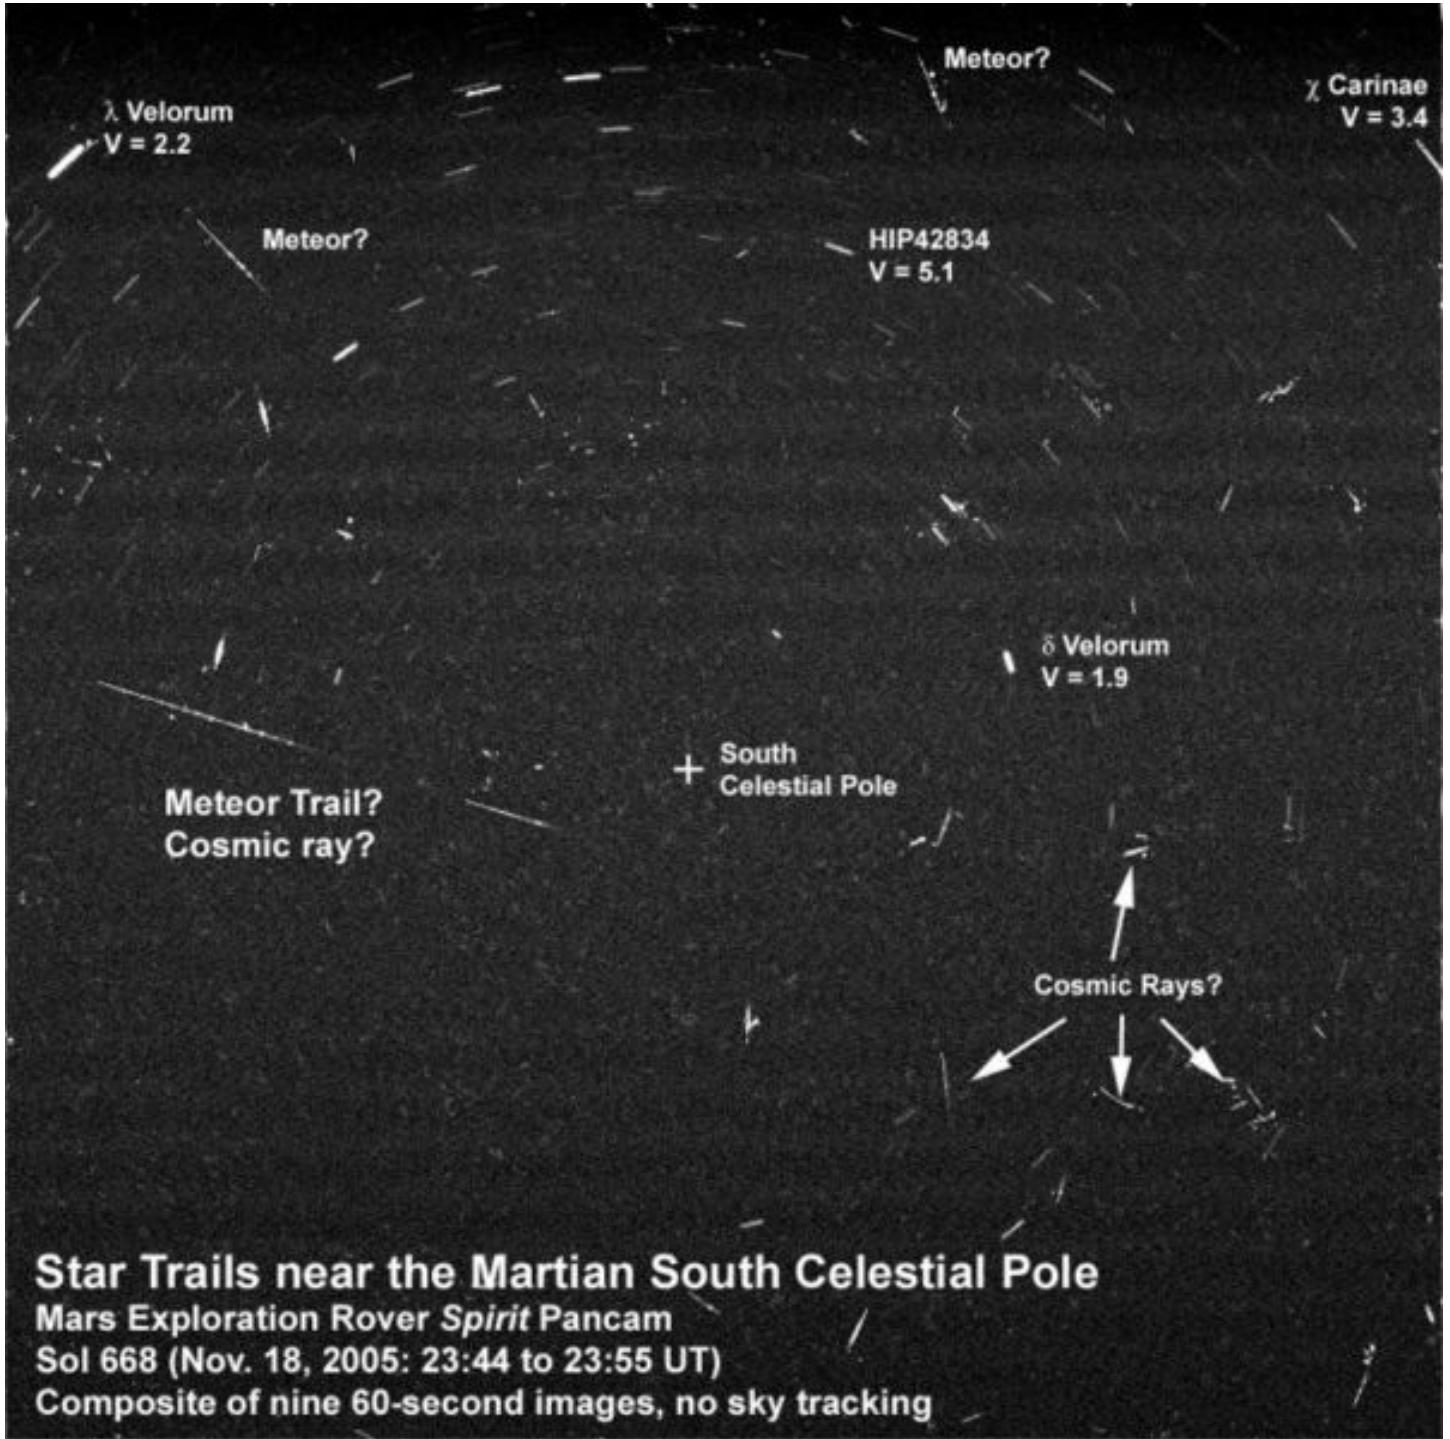 Meteor?
λ Velorum
V = 2.2
χ Carinae
V = 3.4
Meteor?
HIP42834
V = 5.1
δ Velorum
V = 1.9
South
Celestial Pole
Meteor Trail?
Cosmic ray?
Cosmic Rays?
Star Trails near the Martian South Celestial Pole
Mars Exploration Rover Spirit Pancam
Sol 668 (Nov. 18, 2005: 23:44 to 23:55 UT)
Composite of nine 60-second images, no sky tracking